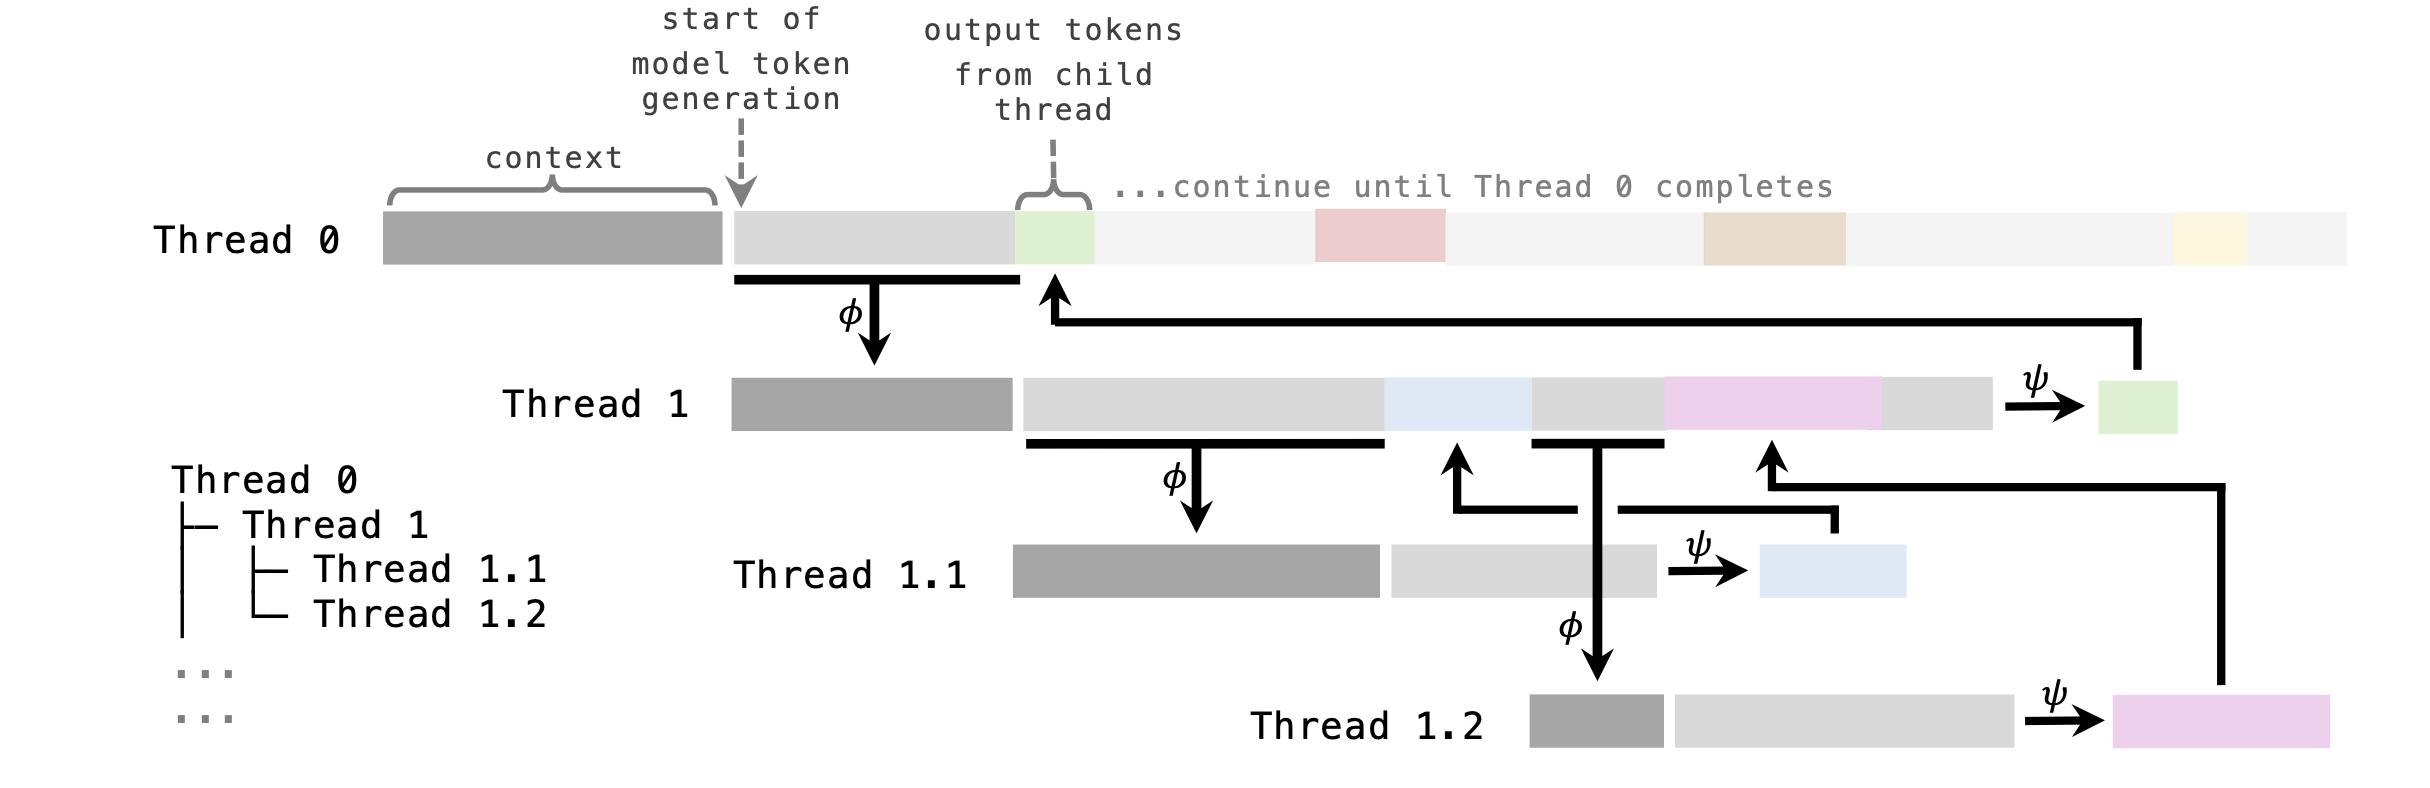 start of
model token
generation
output tokens
from child
thread
context
...continue until Thread 0 completes
Thread 0
ϕ
Thread 1
ψ
ϕ
Thread 1.1
ψ
ϕ
Thread 1.2
ψ
Thread 0
├─ Thread 1
│  ├─ Thread 1.1
│  └─ Thread 1.2
...
...